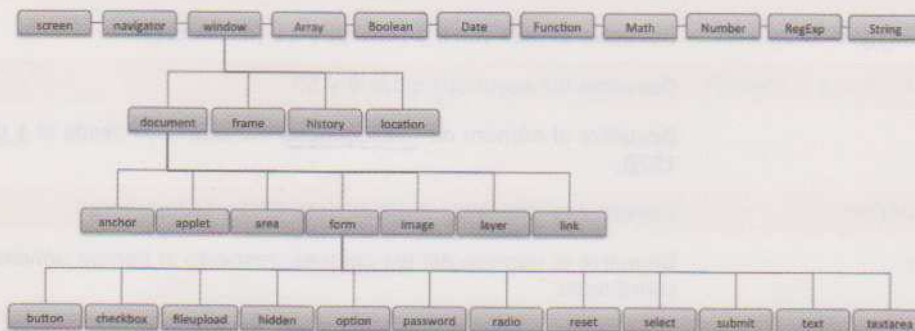 screen navigator window Array Boolean Date Function Math Number RegExp String
document frame history location
anchor applet area form image layer link
button checkbox fileupload hidden option password radio reset select submit text textarea